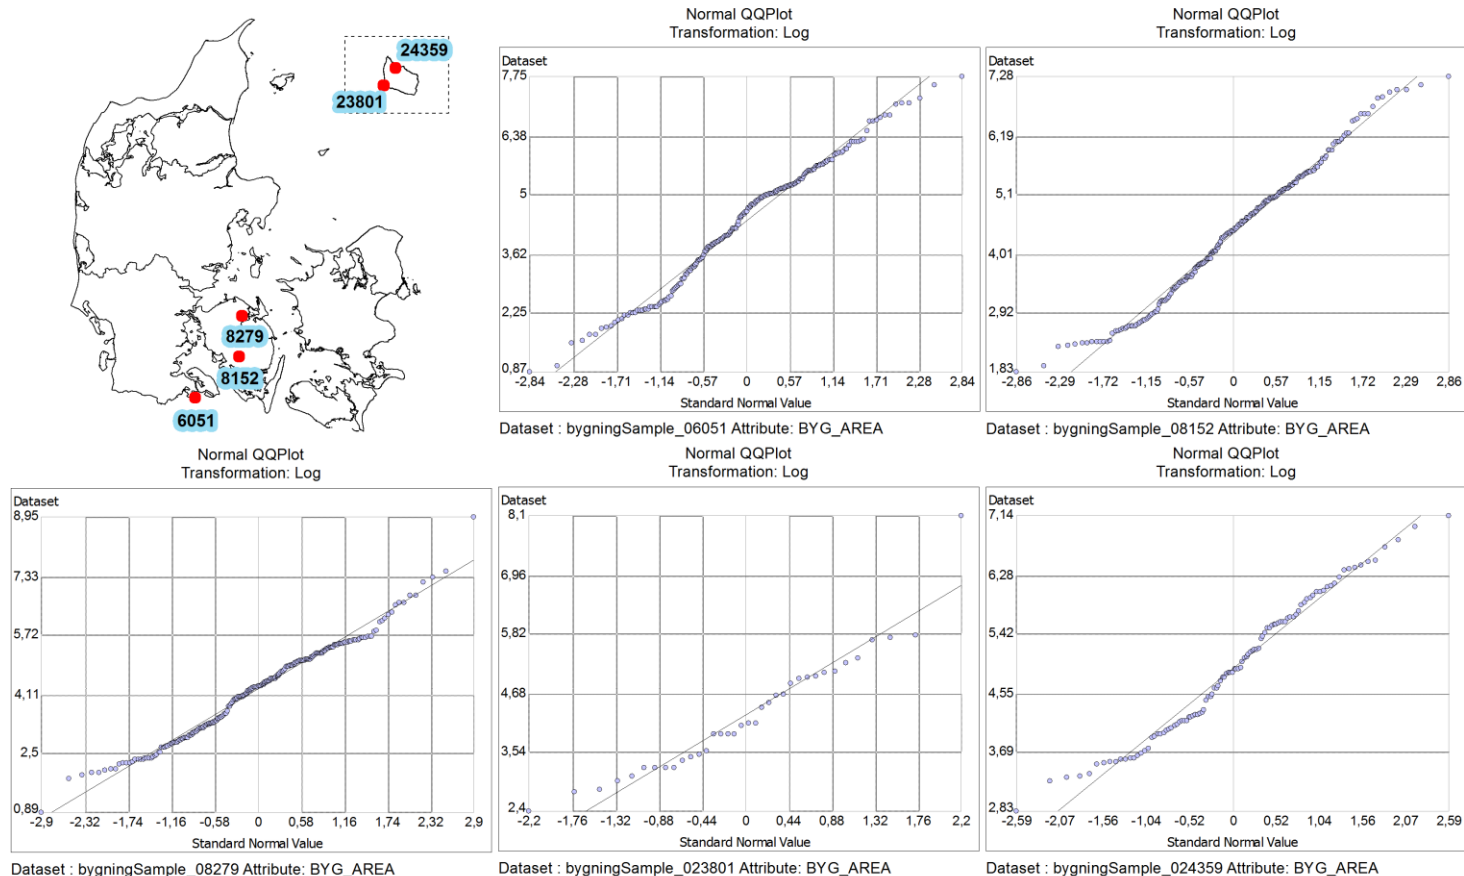 24359
23801
8279
8152
6051
Normal QQPlot
Transformation: Log
Dataset
7,75
6,38
5
3,62
2,25
0,87
-2,84 -2,28 -1,71 -1,14 -0,57 0 0,57 1,14 1,71 2,28 2,84
Standard Normal Value
Dataset : bygningSample_06051 Attribute: BYG_AREA
Normal QQPlot
Transformation: Log
Dataset
7,28
6,19
5,1
4,01
2,92
1,83
-2,86 -2,29 -1,72 -1,15 -0,57 0 0,57 1,15 1,72 2,29 2,86
Standard Normal Value
Dataset : bygningSample_08152 Attribute: BYG_AREA
Normal QQPlot
Transformation: Log
Dataset
8,95
7,33
5,72
4,11
2,5
0,89
-2,9 -2,32 -1,74 -1,16 -0,58 0 0,58 1,16 1,74 2,32 2,9
Standard Normal Value
Dataset : bygningSample_08279 Attribute: BYG_AREA
Normal QQPlot
Transformation: Log
Dataset
8,1
6,96
5,82
4,68
3,54
2,4
-2,2 -1,76 -1,32 -0,88 -0,44 0 0,44 0,88 1,32 1,76 2,2
Standard Normal Value
Dataset : bygningSample_023801 Attribute: BYG_AREA
Normal QQPlot
Transformation: Log
Dataset
7,14
6,28
5,42
4,55
3,69
2,83
-2,59 -2,07 -1,56 -1,04 -0,52 0 0,52 1,04 1,56 2,07 2,59
Standard Normal Value
Dataset : bygningSample_024359 Attribute: BYG_AREA